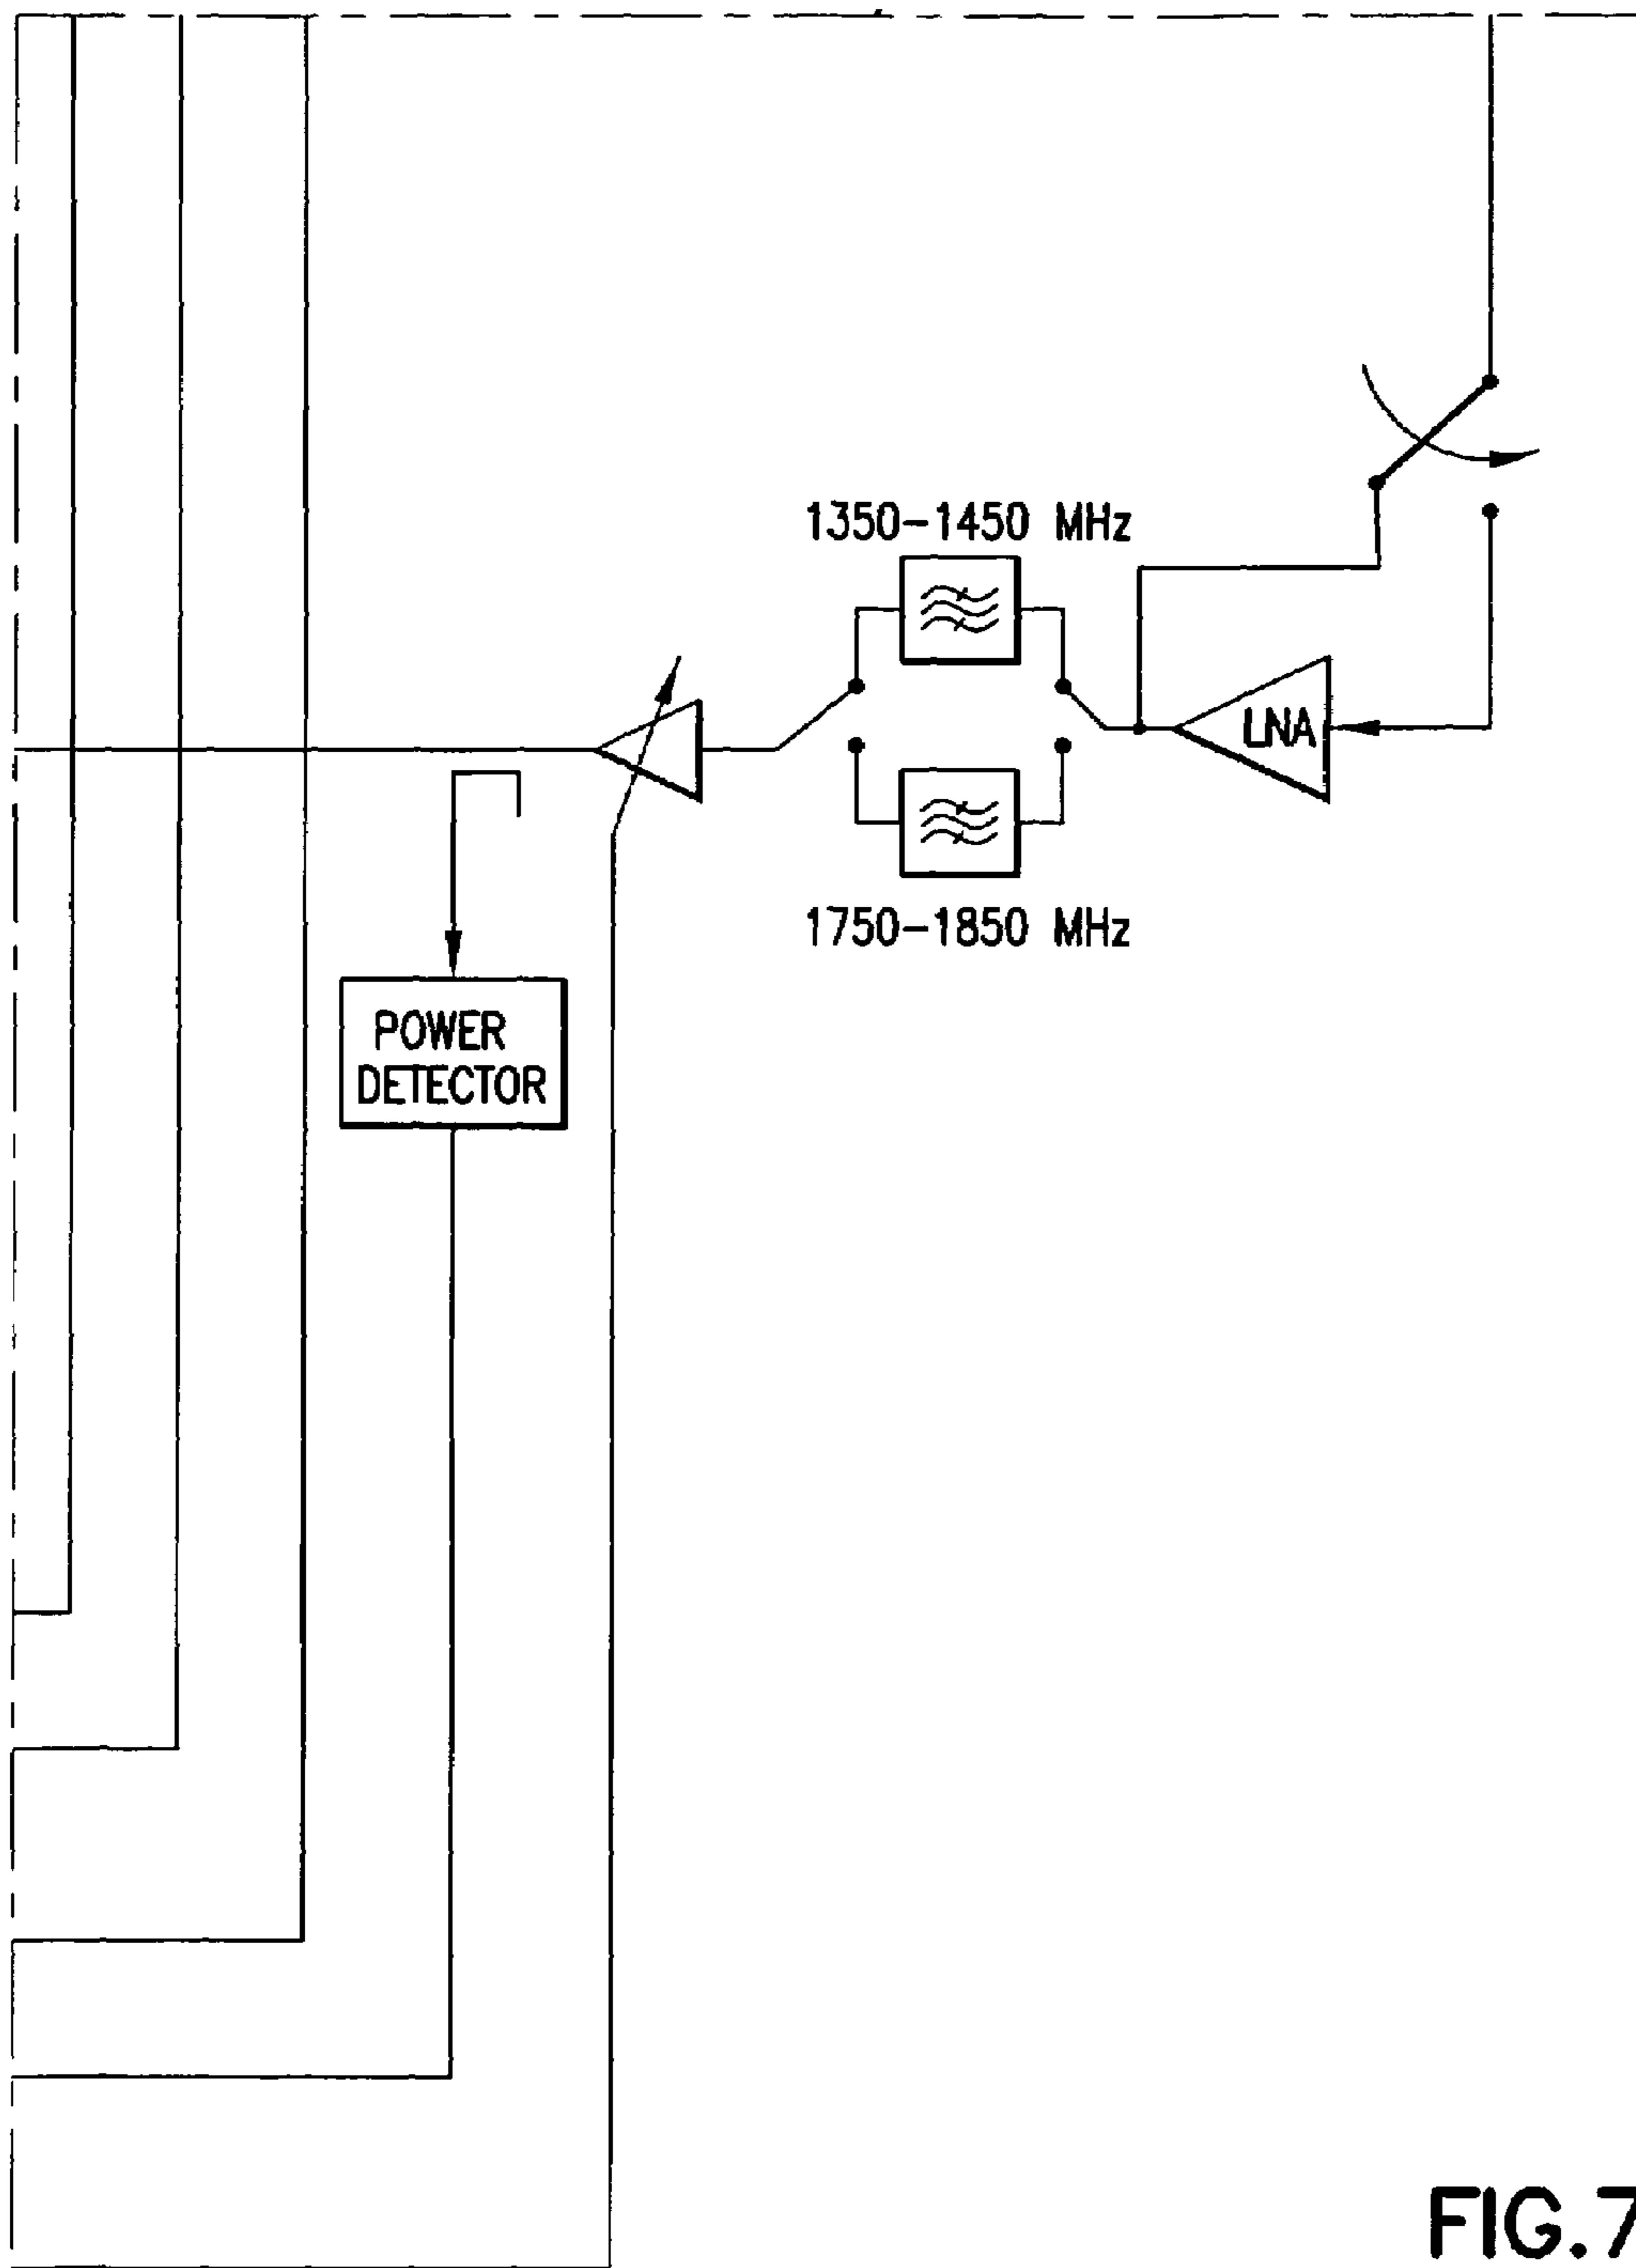 1350-1450 MHz
LNA
1750-1850 MHz
POWER
DETECTOR
FIG.7